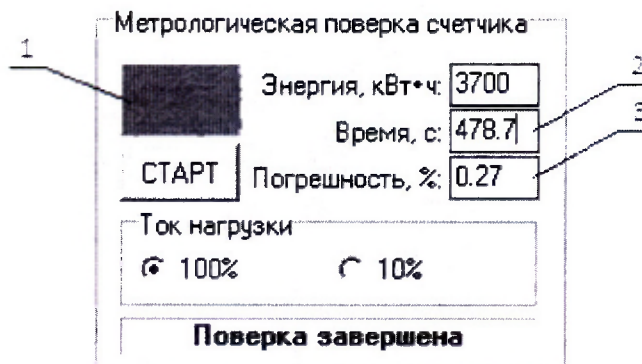 Метрологическая поверка счетчика
1
Энергия, кВт•ч: 3700
2
Время, с: 478.7
3
СТАРТ Погрешность, %: 0.27
Ток нагрузки
100% 10%
Поверка завершена